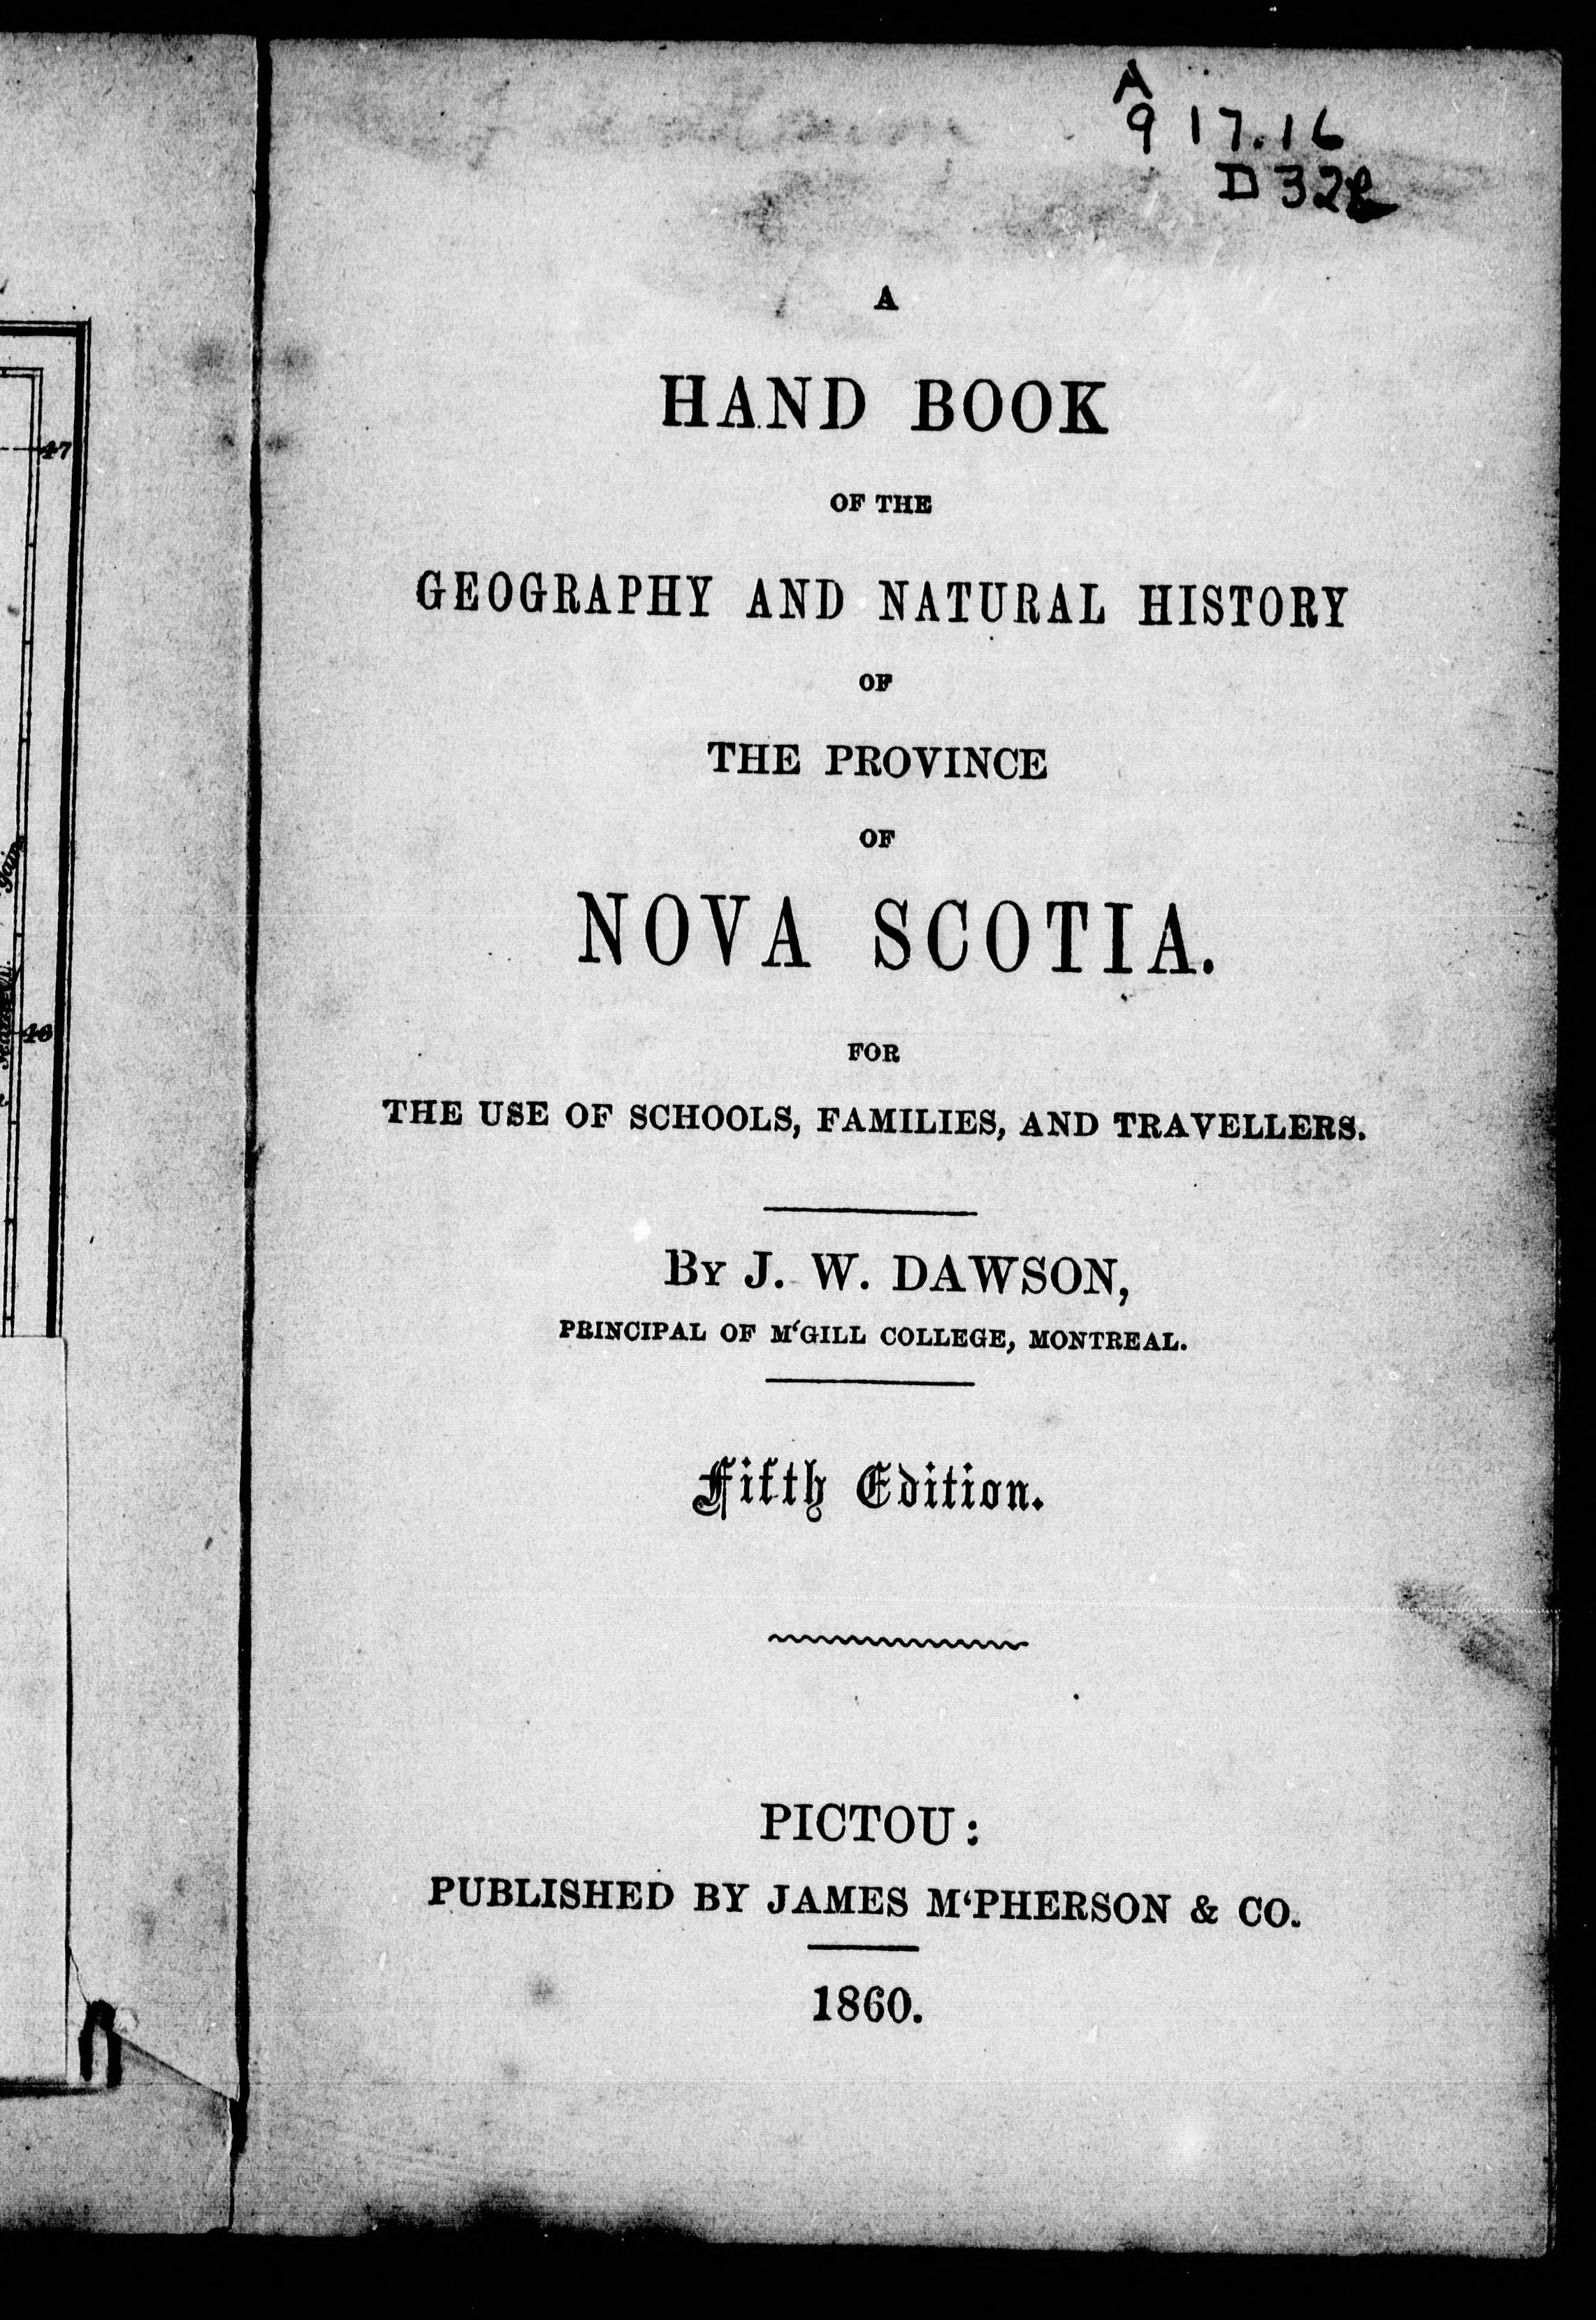 47
46
A
917.16
D32
A
HAND BOOK
OF THE
GEOGRAPHY AND NATURAL HISTORY
OF
THE PROVINCE
OF
NOVA SCOTIA.
FOR
THE USE OF SCHOOLS, FAMILIES, AND TRAVELLERS.
BY J. W. DAWSON,
PRINCIPAL OF M‘GILL COLLEGE, MONTREAL.
Fifth Edition.
PICTOU:
PUBLISHED BY JAMES M‘PHERSON & CO.
1860.